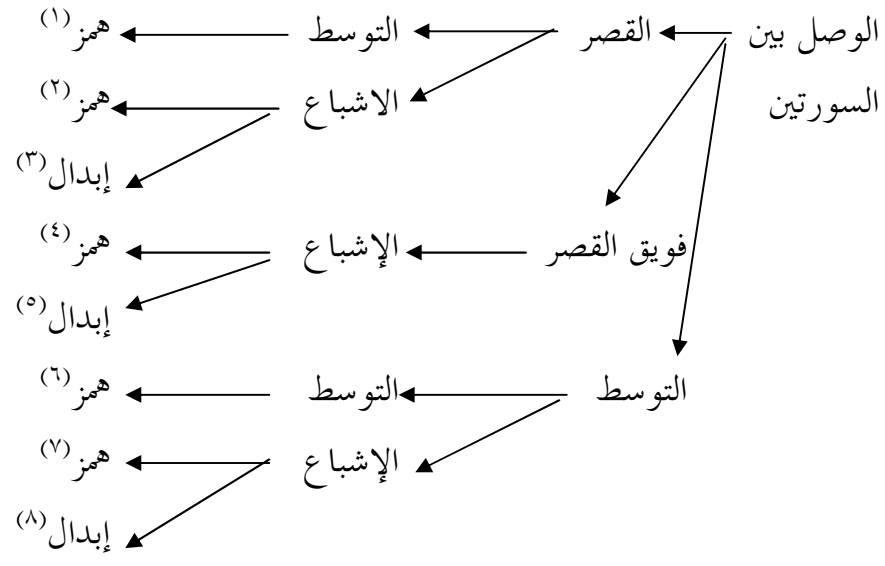 الوصل بين القصر التوسط همز(١)
السورتين الاشباع همز(٢)
إبدال(٣)
فويق القصر الإشباع همز(٤)
إبدال(٥)
التوسط التوسط همز(٦)
الإشباع همز(٧)
إبدال(٨)